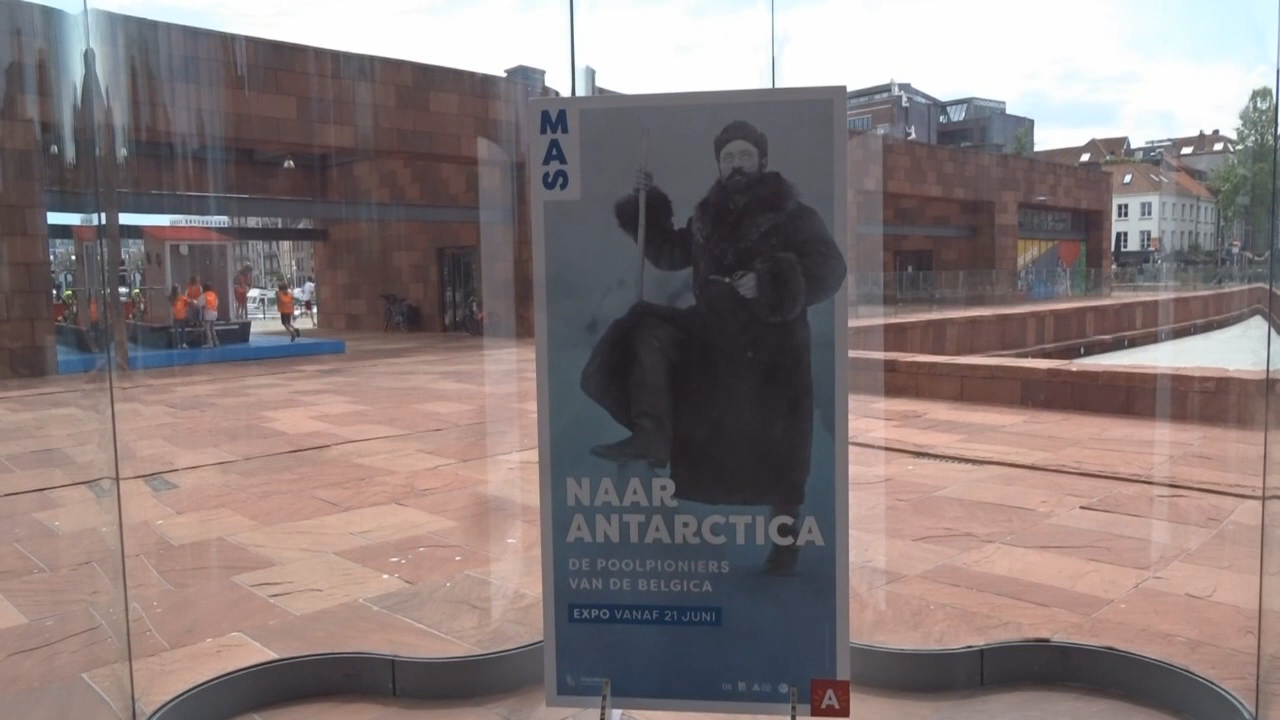 MAS
NAAR
ANTARCTICA
DE POOLPIONIERS
VAN DE BELGICA
EXPO VANAF 21 JUNI
A